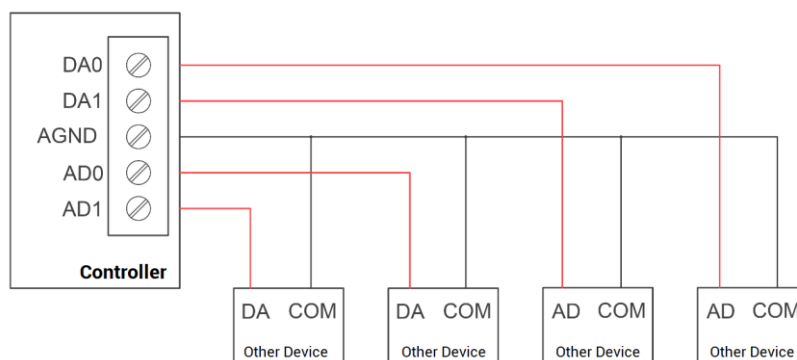 DA0
DA1
AGND
AD0
AD1
Controller
DA COM
Other Device
DA COM
Other Device
AD COM
Other Device
AD COM
Other Device